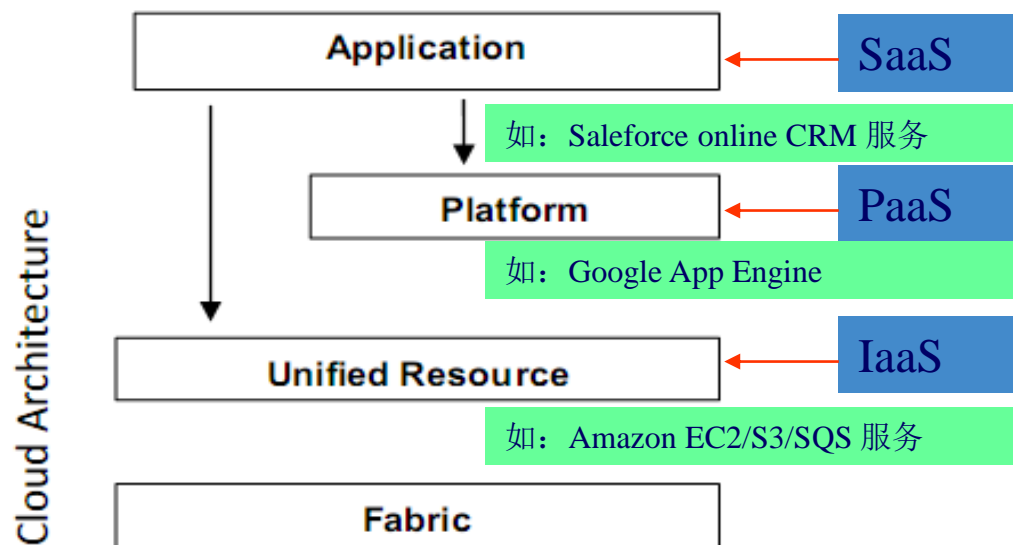 Application
SaaS
如：Saleforce online CRM 服务
Platform
PaaS
如：Google App Engine
Unified Resource
IaaS
如：Amazon EC2/S3/SQS 服务
Fabric
Cloud Architecture